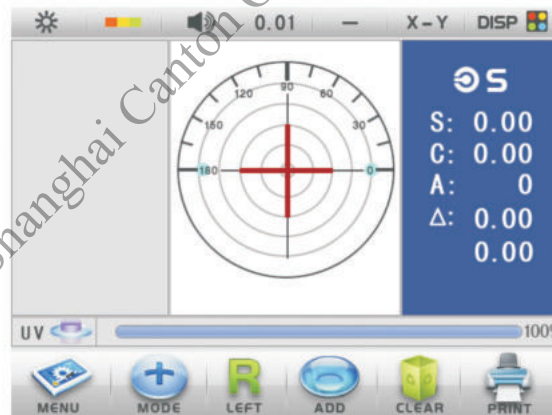 0.01 — X-Y DISP
120 90 60
150 30
180 0
S
S: 0.00
C: 0.00
A: 0
Δ: 0.00
0.00
UV 100%
R
MENU MODE LEFT ADD CLEAR PRINT
Canton